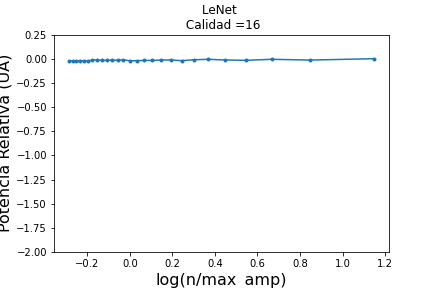 LeNet
Calidad =16
Potencia Relativa (UA)
0.25
0.00
−0.25
−0.50
−0.75
−1.00
−1.25
−1.50
−1.75
−2.00
−0.2 0.0 0.2 0.4 0.6 0.8 1.0 1.2
log(n/max_amp)